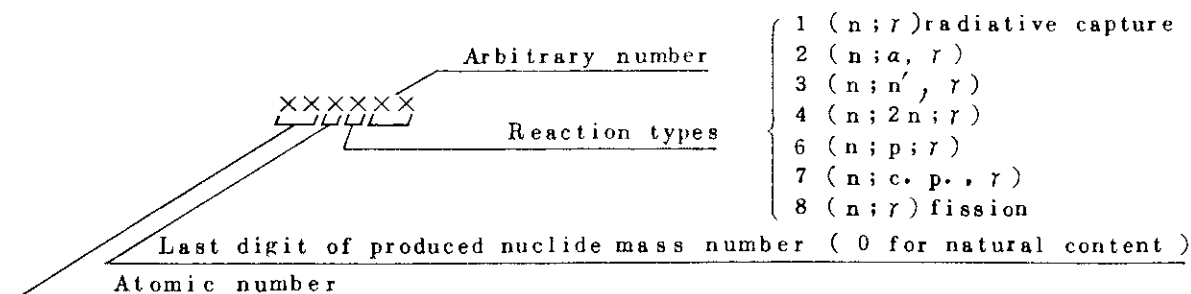 1 (n;γ)radiative capture
Arbitrary number
2 (n;α, γ)
3 (n;n′, γ)
××××××
4 (n;2n;γ)
Reaction types
6 (n;p;γ)
7 (n;c. p., γ)
8 (n;γ)fission
Last digit of produced nuclide mass number ( 0 for natural content )
Atomic number